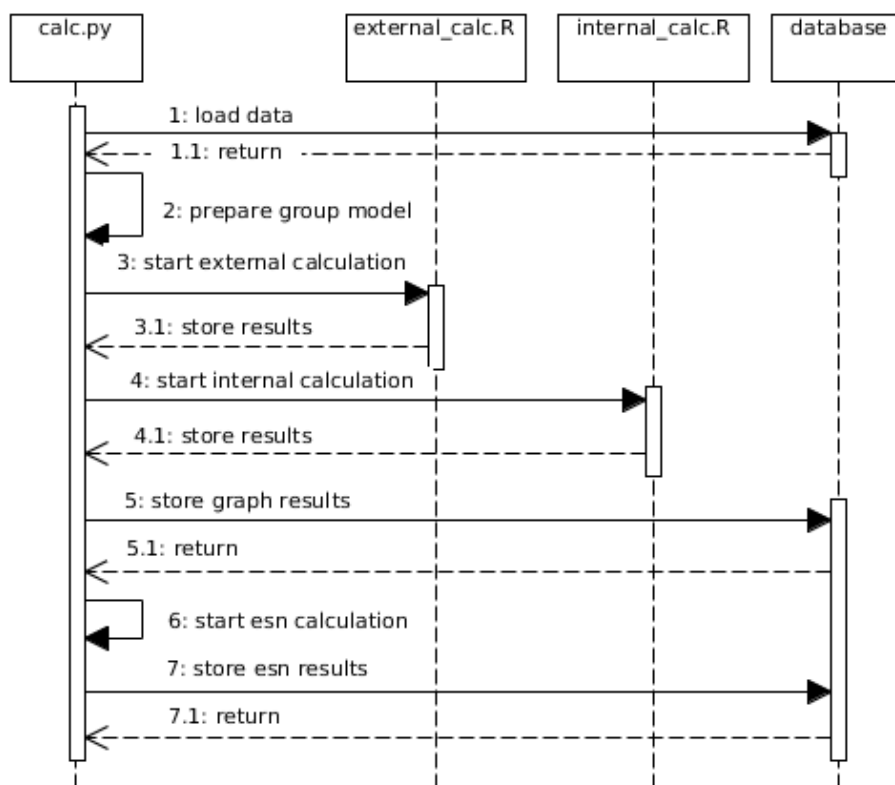 calc.py
external_calc.R
internal_calc.R
database
1: load data
1.1: return
2: prepare group model
3: start external calculation
3.1: store results
4: start internal calculation
4.1: store results
5: store graph results
5.1: return
6: start esn calculation
7: store esn results
7.1: return